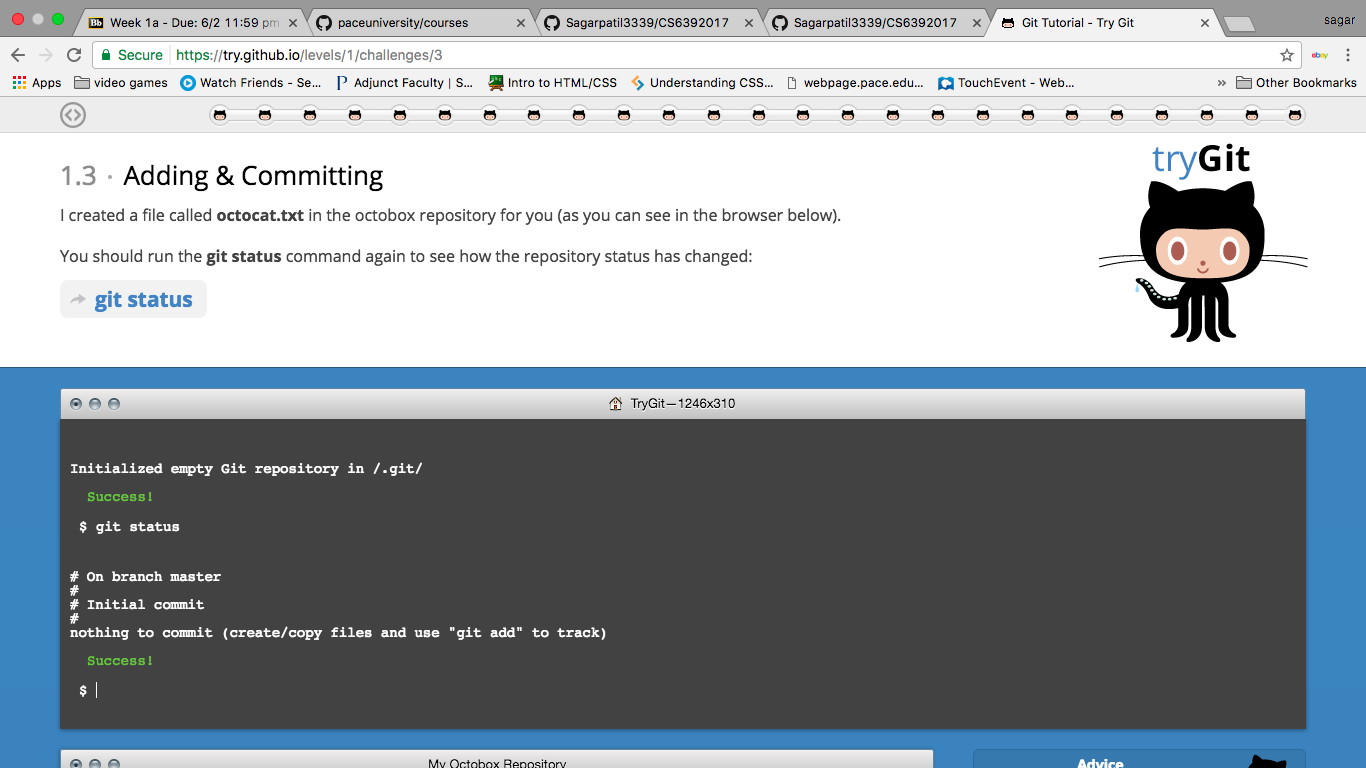 Week 1a - Due: 6/2 11:59 pm
paceuniversity/courses
Sagarpatil3339/CS6392017
Sagarpatil3339/CS6392017
Git Tutorial - Try Git
sagar
Secure https://try.github.io/levels/1/challenges/3
ebay
Apps video games Watch Friends - Se... Adjunct Faculty | S... Intro to HTML/CSS Understanding CSS... webpage.pace.edu... TouchEvent - Web... » Other Bookmarks
tryGit
1.3 · Adding & Committing
I created a file called octocat.txt in the octobox repository for you (as you can see in the browser below).
You should run the git status command again to see how the repository status has changed:
git status
TryGit—1246x310
Initialized empty Git repository in /.git/
Success!
$ git status
# On branch master
#
# Initial commit
#
nothing to commit (create/copy files and use "git add" to track)
Success!
$
My Octobox Repository
Advice